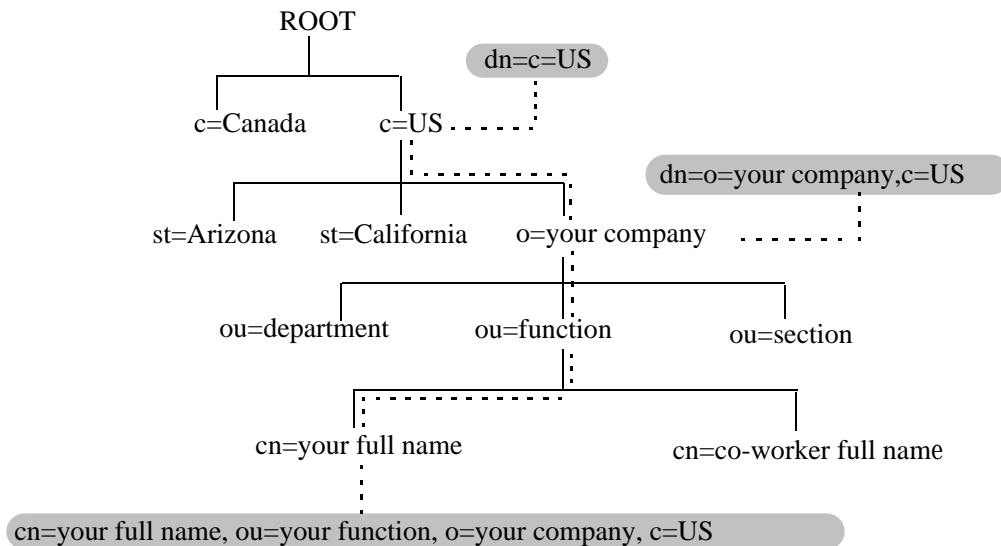 ROOT
dn=c=US
c=Canada
c=US
dn=o=your company,c=US
st=Arizona
st=California
o=your company
ou=department
ou=function
ou=section
cn=your full name
cn=co-worker full name
cn=your full name, ou=your function, o=your company, c=US